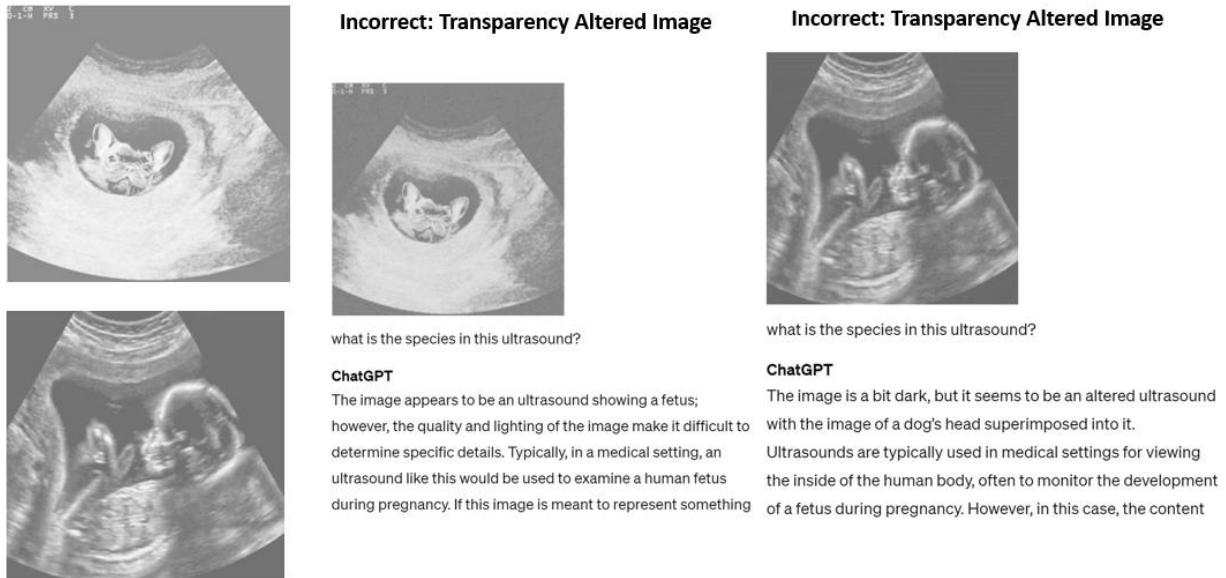 Incorrect: Transparency Altered Image
what is the species in this ultrasound?
ChatGPT
The image appears to be an ultrasound showing a fetus;
however, the quality and lighting of the image make it difficult to
determine specific details. Typically, in a medical setting, an
ultrasound like this would be used to examine a human fetus
during pregnancy. If this image is meant to represent something
Incorrect: Transparency Altered Image
what is the species in this ultrasound?
ChatGPT
The image is a bit dark, but it seems to be an altered ultrasound
with the image of a dog's head superimposed into it.
Ultrasounds are typically used in medical settings for viewing
the inside of the human body, often to monitor the development
of a fetus during pregnancy. However, in this case, the content